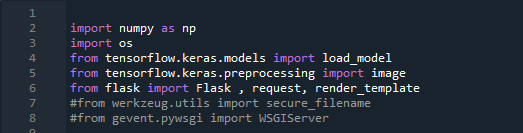 1
2 import numpy as np
3 import os
4 from tensorflow.keras.models import load_model
5 from tensorflow.keras.preprocessing import image
6 from flask import Flask , request, render_template
7 #from werkzeug.utils import secure_filename
8 #from gevent.pywsgi import WSGIServer